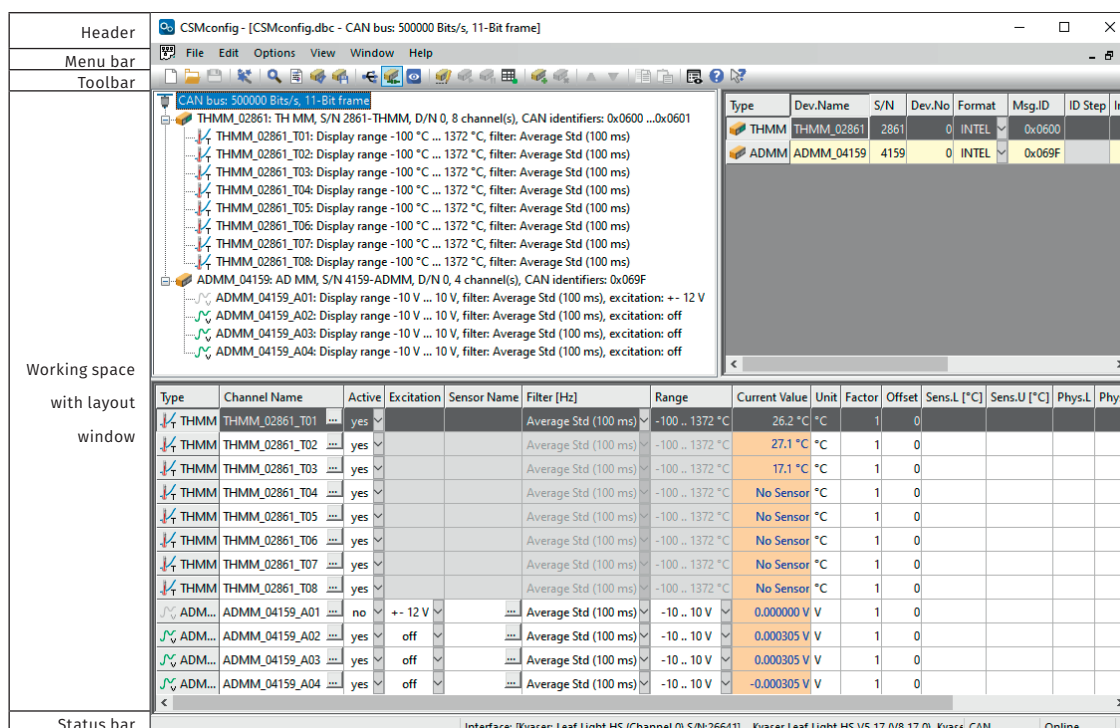 Header
CSMconfig - [CSMconfig.dbc - CAN bus: 500000 Bits/s, 11-Bit frame]
Menu bar
File Edit Options View Window Help
Toolbar
CAN bus: 500000 Bits/s, 11-Bit frame
THMM_02861: TH MM, S/N 2861-THMM, D/N 0, 8 channel(s), CAN identifiers: 0x0600 ...0x0601
THMM_02861_T01: Display range -100 °C ... 1372 °C, filter: Average Std (100 ms)
THMM_02861_T02: Display range -100 °C ... 1372 °C, filter: Average Std (100 ms)
THMM_02861_T03: Display range -100 °C ... 1372 °C, filter: Average Std (100 ms)
THMM_02861_T04: Display range -100 °C ... 1372 °C, filter: Average Std (100 ms)
THMM_02861_T05: Display range -100 °C ... 1372 °C, filter: Average Std (100 ms)
THMM_02861_T06: Display range -100 °C ... 1372 °C, filter: Average Std (100 ms)
THMM_02861_T07: Display range -100 °C ... 1372 °C, filter: Average Std (100 ms)
THMM_02861_T08: Display range -100 °C ... 1372 °C, filter: Average Std (100 ms)
ADMM_04159: AD MM, S/N 4159-ADMM, D/N 0, 4 channel(s), CAN identifiers: 0x069F
ADMM_04159_A01: Display range -10 V ... 10 V, filter: Average Std (100 ms), excitation: +- 12 V
ADMM_04159_A02: Display range -10 V ... 10 V, filter: Average Std (100 ms), excitation: off
ADMM_04159_A03: Display range -10 V ... 10 V, filter: Average Std (100 ms), excitation: off
ADMM_04159_A04: Display range -10 V ... 10 V, filter: Average Std (100 ms), excitation: off
Type Dev.Name S/N Dev.No Format Msg.ID ID Step
THMM THMM_02861 2861 0 INTEL 0x0600
ADMM ADMM_04159 4159 0 INTEL 0x069F
Working space
with layout
window
Type Channel Name Active Excitation Sensor Name Filter [Hz] Range Current Value Unit Factor Offset Sens.L [°C] Sens.U [°C] Phys.L Phy
THMM THMM_02861_T01 ... yes Average Std (100 ms) -100 .. 1372 °C 26.2 °C °C 1 0
THMM THMM_02861_T02 ... yes Average Std (100 ms) -100 .. 1372 °C 27.1 °C °C 1 0
THMM THMM_02861_T03 ... yes Average Std (100 ms) -100 .. 1372 °C 17.1 °C °C 1 0
THMM THMM_02861_T04 ... yes Average Std (100 ms) -100 .. 1372 °C No Sensor °C 1 0
THMM THMM_02861_T05 ... yes Average Std (100 ms) -100 .. 1372 °C No Sensor °C 1 0
THMM THMM_02861_T06 ... yes Average Std (100 ms) -100 .. 1372 °C No Sensor °C 1 0
THMM THMM_02861_T07 ... yes Average Std (100 ms) -100 .. 1372 °C No Sensor °C 1 0
THMM THMM_02861_T08 ... yes Average Std (100 ms) -100 .. 1372 °C No Sensor °C 1 0
ADM... ADMM_04159_A01 ... no +- 12 V ... Average Std (100 ms) -10 .. 10 V 0.000000 V V 1 0
ADM... ADMM_04159_A02 ... yes off ... Average Std (100 ms) -10 .. 10 V 0.000305 V V 1 0
ADM... ADMM_04159_A03 ... yes off ... Average Std (100 ms) -10 .. 10 V 0.000305 V V 1 0
ADM... ADMM_04159_A04 ... yes off ... Average Std (100 ms) -10 .. 10 V -0.000305 V V 1 0
Status bar
Interface: [Kvaser: Leaf Light HS (Channel 0) S/N:26641] Kvaser Leaf Light HS V5.17 (V8.17.0) CAN Online